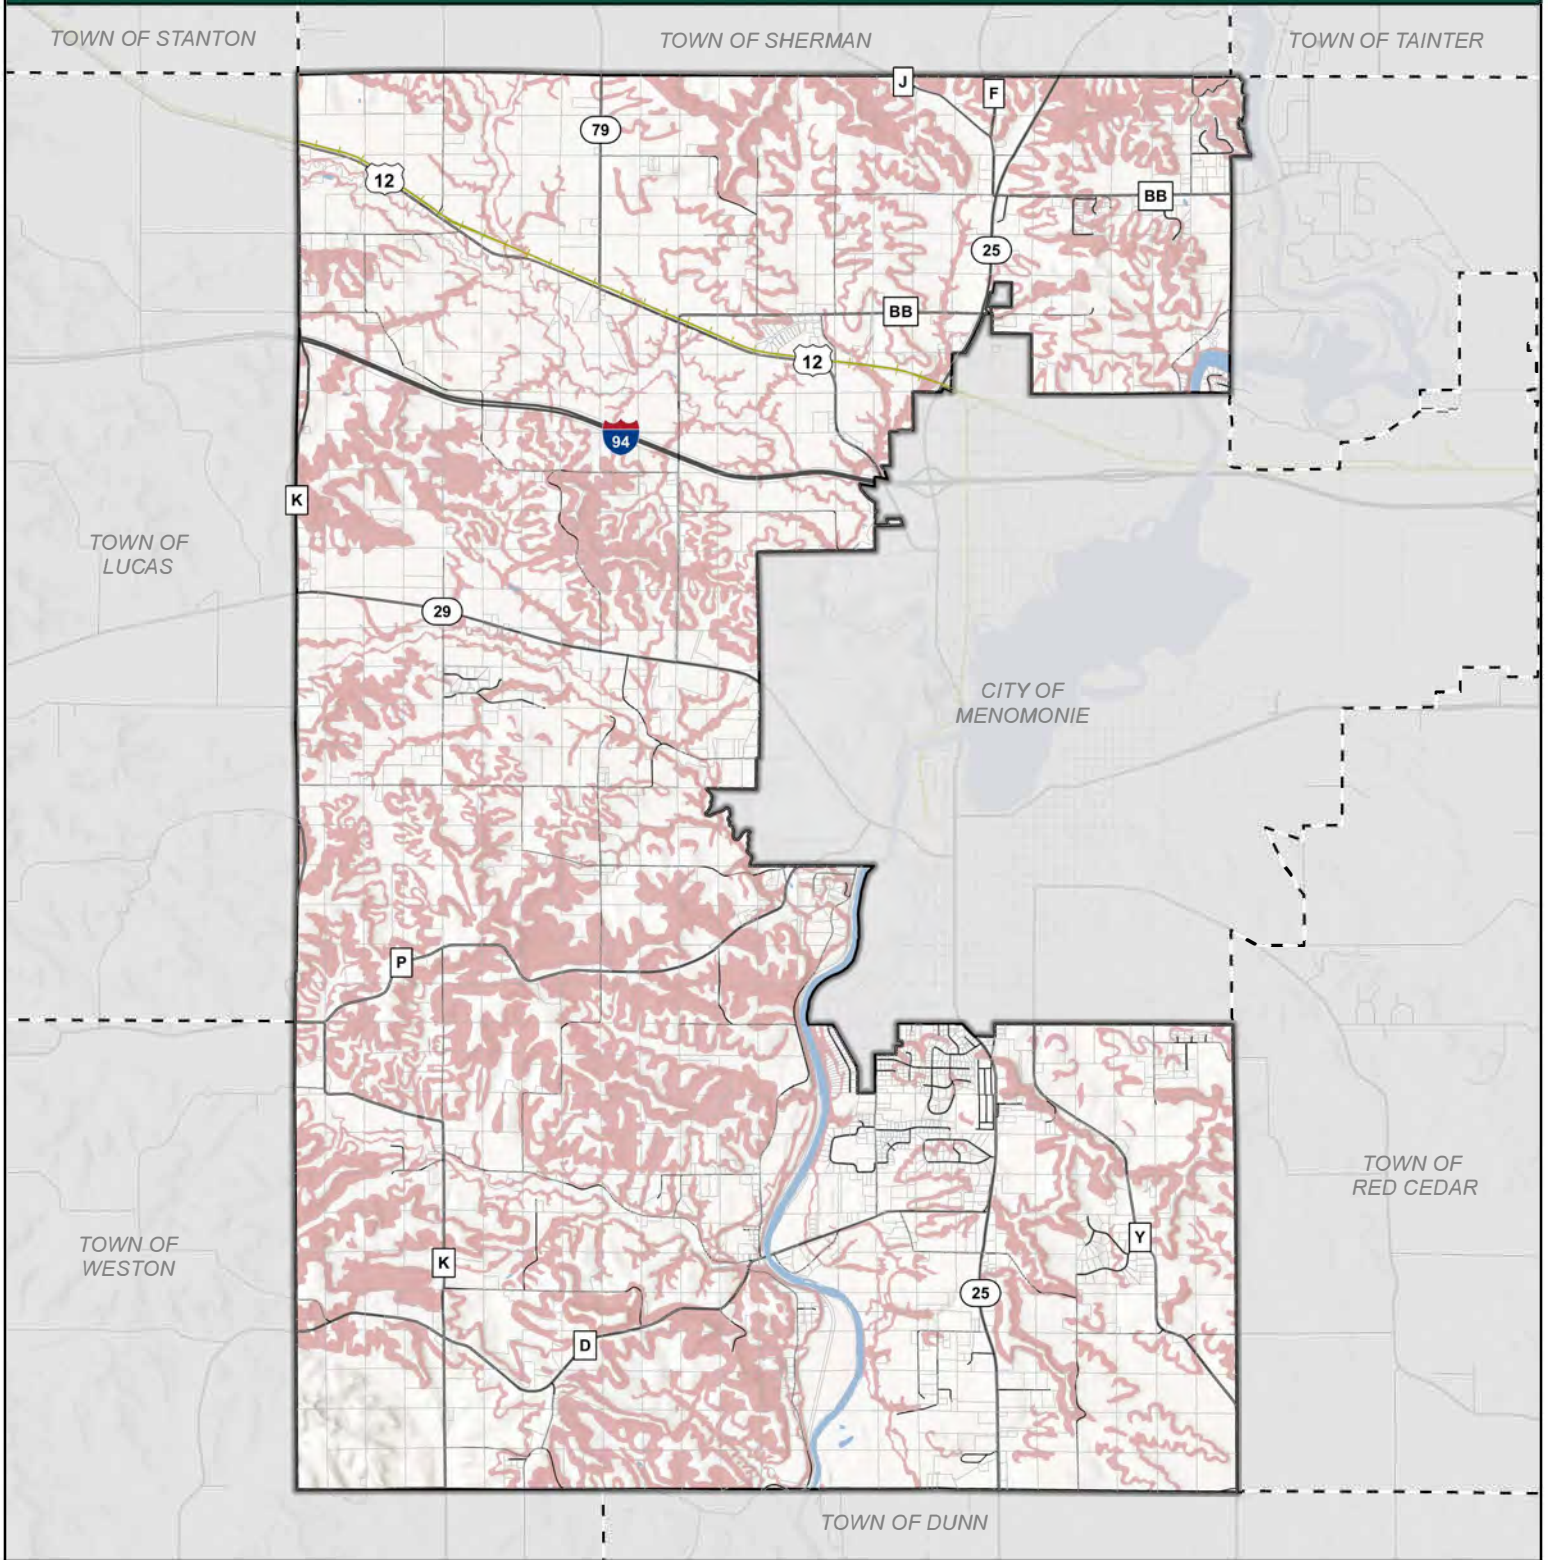 TOWN OF STANTON
TOWN OF SHERMAN
TOWN OF TAINTER
J
F
79
12
BB
25
BB
12
94
K
TOWN OF
LUCAS
29
CITY OF
MENOMONIE
P
TOWN OF
RED CEDAR
TOWN OF
WESTON
K
Y
25
D
TOWN OF DUNN